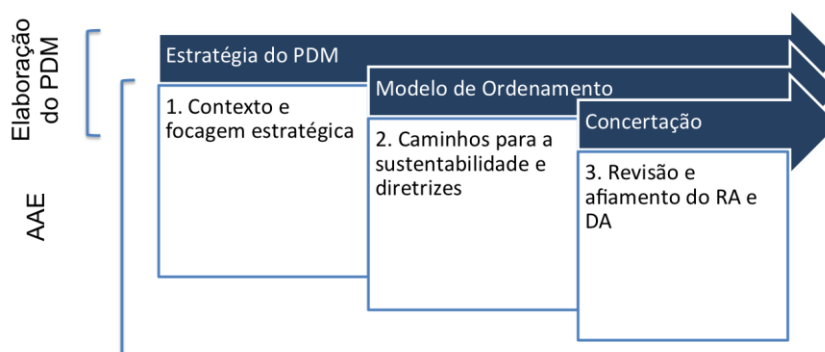 Elaboração
do PDM
AAE
Estratégia do PDM
1. Contexto e
focagem estratégica
Modelo de Ordenamento
2. Caminhos para a
sustentabilidade e
diretrizes
Concertação
3. Revisão e
afiamento do RA e
DA